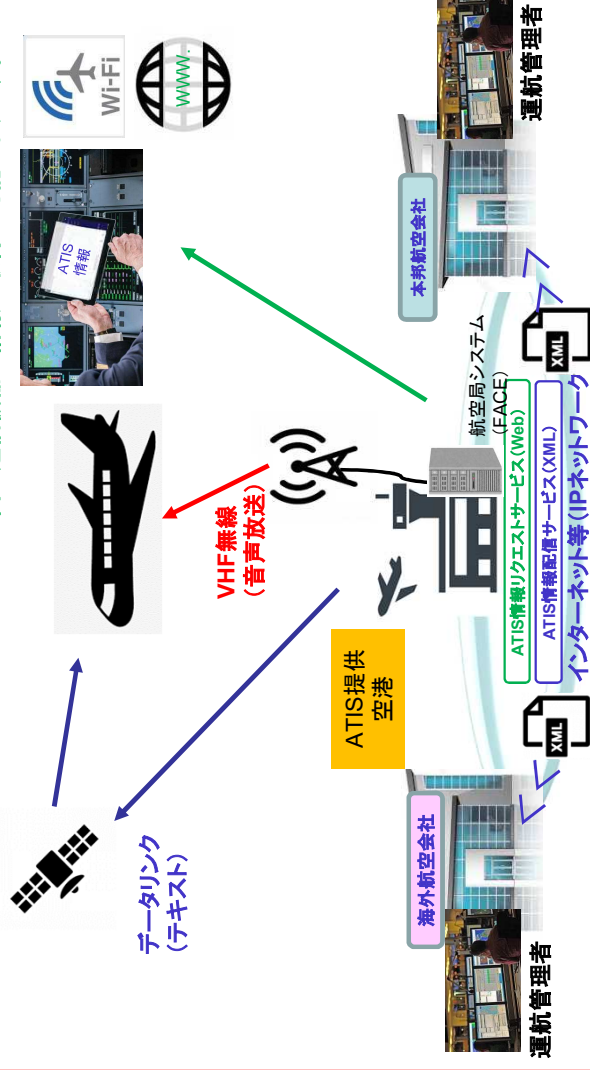 データリンク
(テキスト)
VHF無線
(音声放送)
ATIS
情報
Wi-Fi
www.
ATIS提供
空港
航空局システム
(FACE)
海外航空会社
本邦航空会社
ATIS情報リクエストサービス(Web)
ATIS情報配信サービス(XML)
インターネット等(IPネットワーク
XML
XML
運航管理者
運航管理者